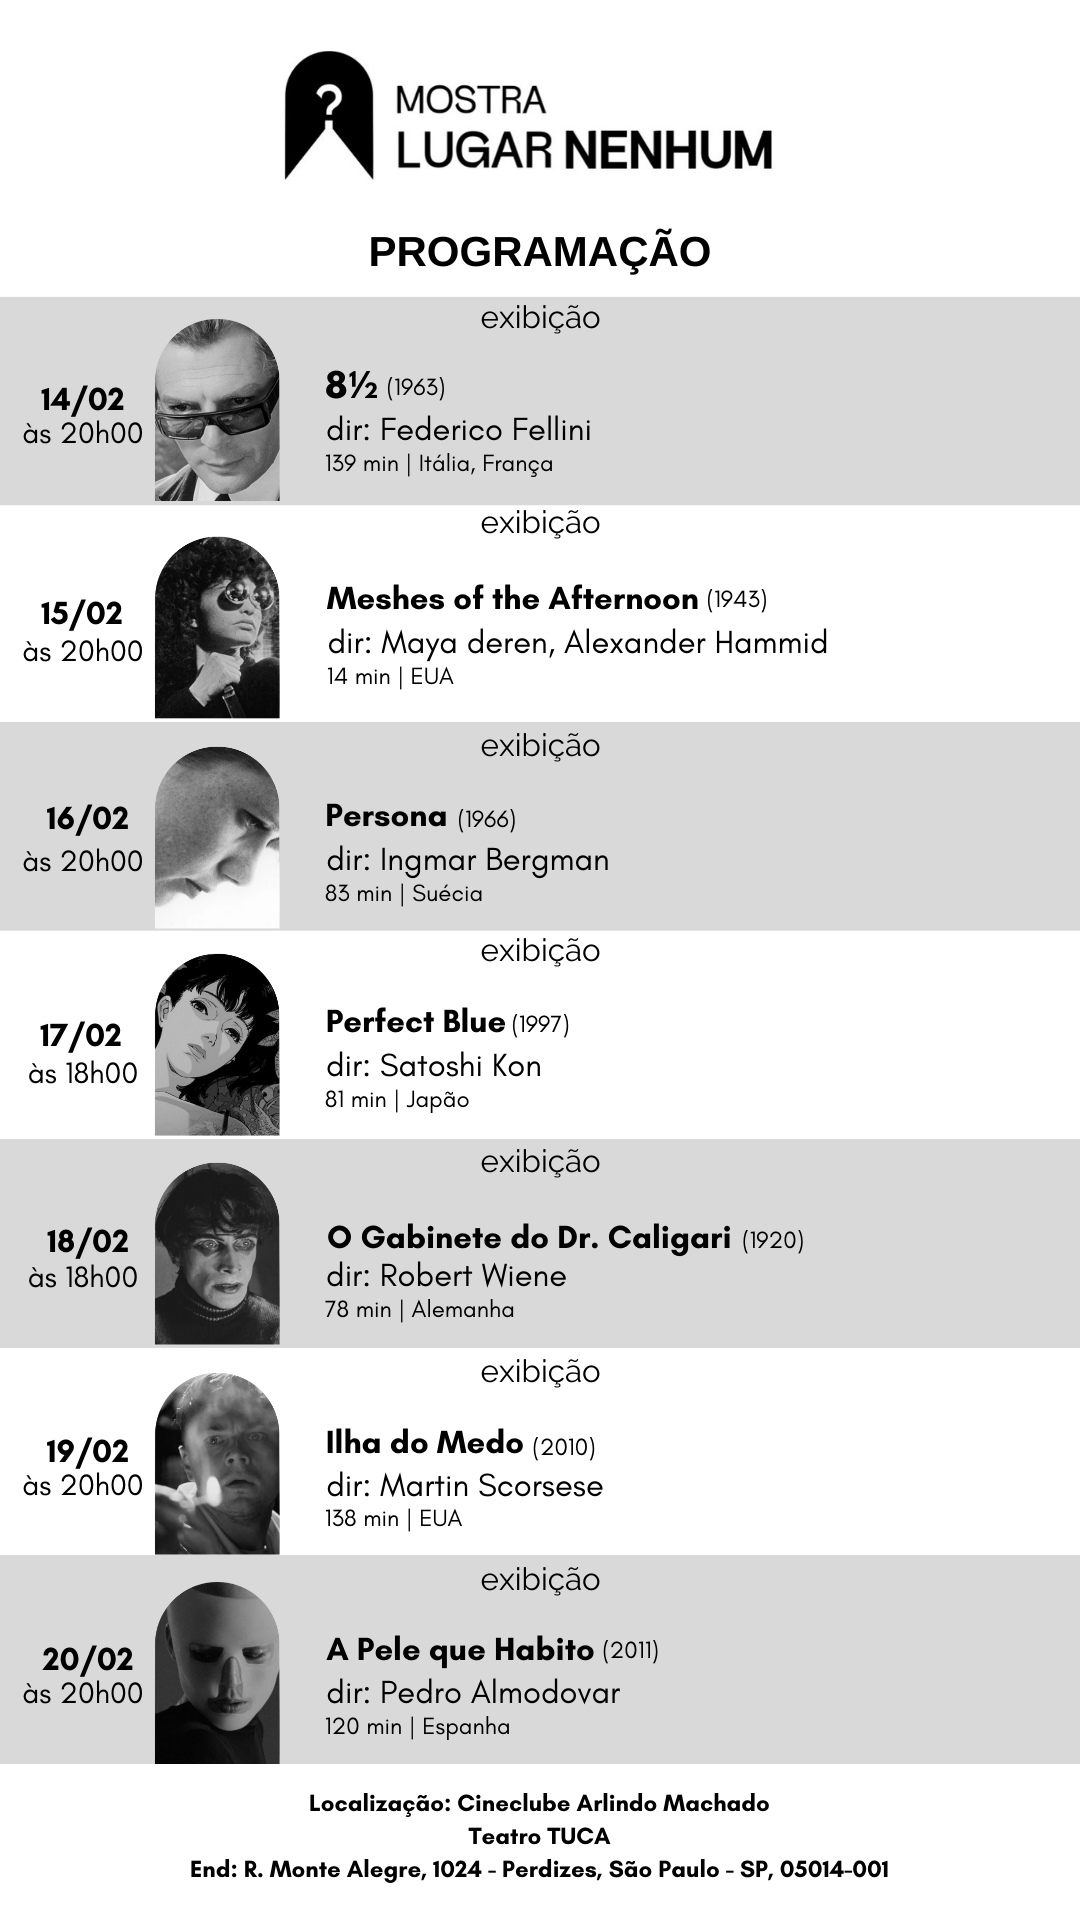 MOSTRA
LUGAR NENHUM
PROGRAMAÇÃO
exibição
14/02
às 20h00
8½ (1963)
dir: Federico Fellini
139 min | Itália, França
exibição
15/02
às 20h00
Meshes of the Afternoon (1943)
dir: Maya deren, Alexander Hammid
14 min | EUA
exibição
16/02
às 20h00
Persona (1966)
dir: Ingmar Bergman
83 min | Suécia
exibição
17/02
às 18h00
Perfect Blue (1997)
dir: Satoshi Kon
81 min | Japão
exibição
18/02
às 18h00
O Gabinete do Dr. Caligari (1920)
dir: Robert Wiene
78 min | Alemanha
exibição
19/02
às 20h00
Ilha do Medo (2010)
dir: Martin Scorsese
138 min | EUA
exibição
20/02
às 20h00
A Pele que Habito (2011)
dir: Pedro Almodovar
120 min | Espanha
Localização: Cineclube Arlindo Machado
Teatro TUCA
End: R. Monte Alegre, 1024 - Perdizes, São Paulo - SP, 05014-001